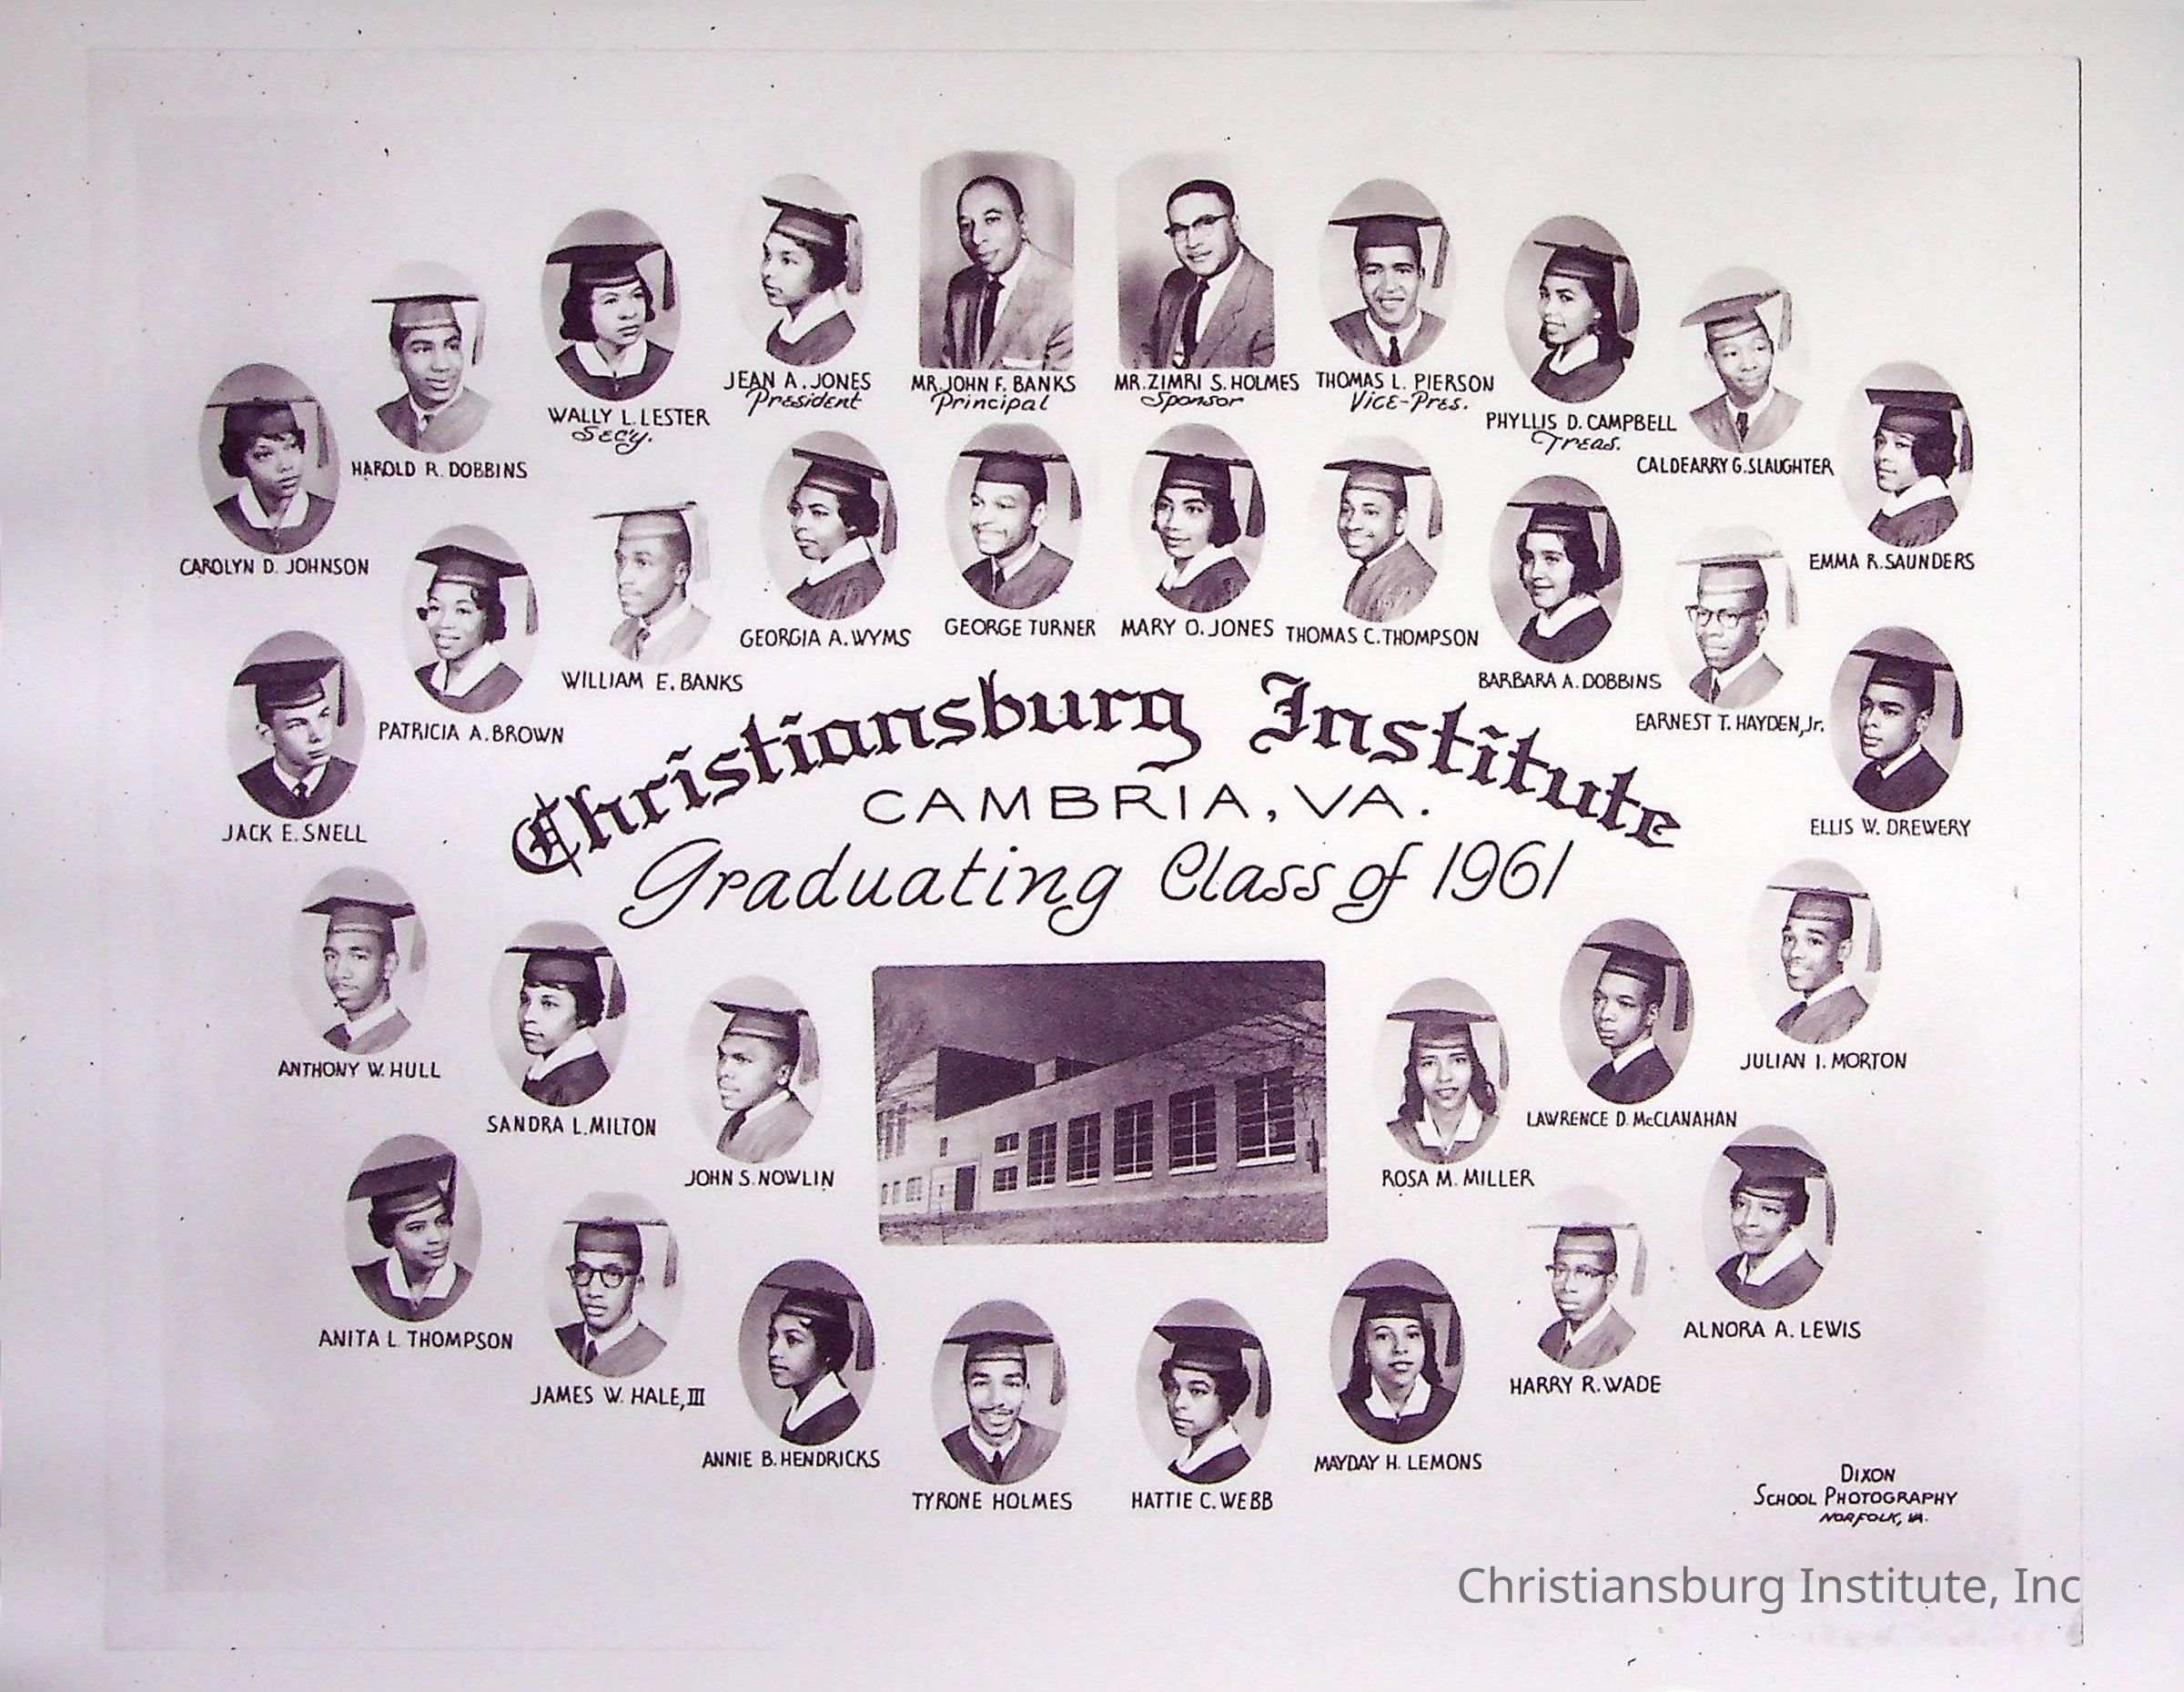 JEAN A. JONES
President
MR. JOHN F. BANKS
Principal
MR. ZIMRI S. HOLMES
Sponsor
THOMAS L. PIERSON
Vice-Pres.
WALLY L. LESTER
Secy.
PHYLLIS D. CAMPBELL
Treas.
HAROLD R. DOBBINS
CALDEARRY G. SLAUGHTER
CAROLYN D. JOHNSON
EMMA R. SAUNDERS
GEORGIA A. WYMS
GEORGE TURNER
MARY O. JONES
THOMAS C. THOMPSON
WILLIAM E. BANKS
BARBARA A. DOBBINS
PATRICIA A. BROWN
EARNEST T. HAYDEN, Jr.
JACK E. SNELL
ELLIS W. DREWERY
Christiansburg Institute
CAMBRIA, VA.
Graduating Class of 1961
ANTHONY W. HULL
JULIAN I. MORTON
SANDRA L. MILTON
LAWRENCE D. McCLANAHAN
JOHN S. NOWLIN
ROSA M. MILLER
ANITA L. THOMPSON
ALNORA A. LEWIS
JAMES W. HALE, III
HARRY R. WADE
ANNIE B. HENDRICKS
MAYDAY H. LEMONS
TYRONE HOLMES
HATTIE C. WEBB
DIXON
SCHOOL PHOTOGRAPHY
NORFOLK, VA.
Christiansburg Institute, Inc